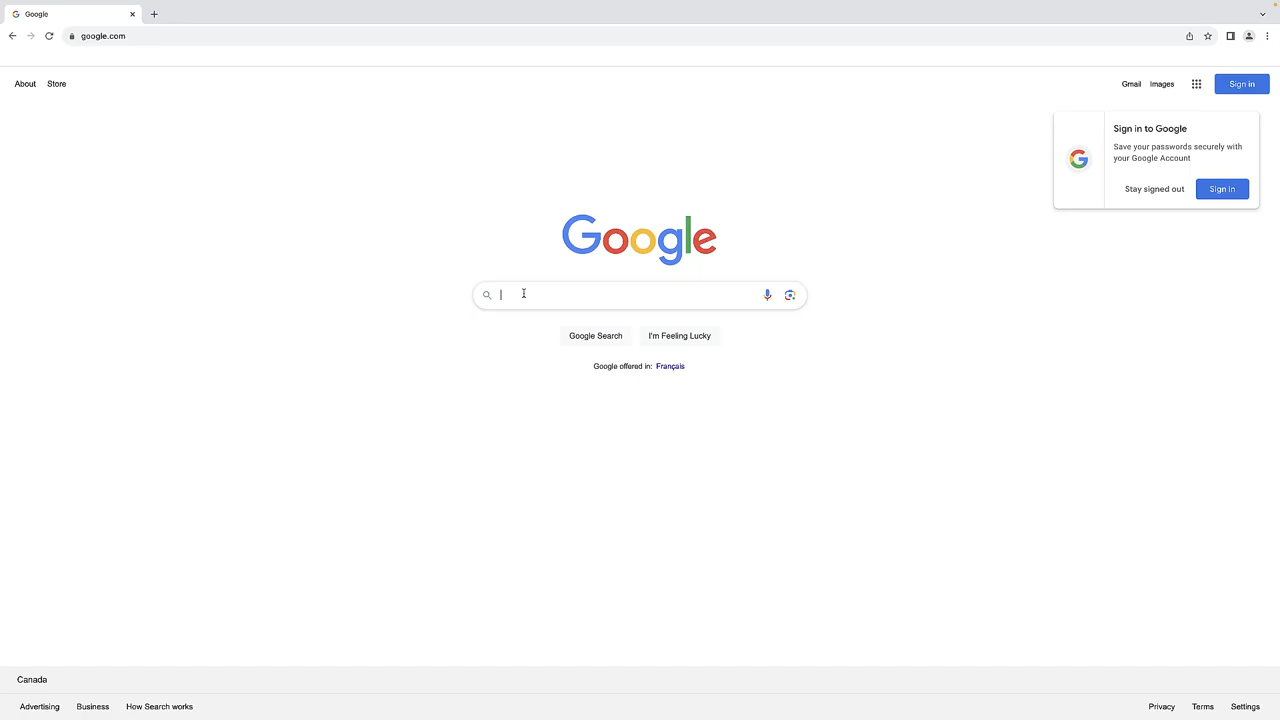 Google
google.com
About Store Gmail Images Sign in
Sign in to Google
Save your passwords securely with
your Google Account
Stay signed out Sign in
Google
Google Search I'm Feeling Lucky
Google offered in: Français
Canada
Advertising Business How Search works Privacy Terms Settings